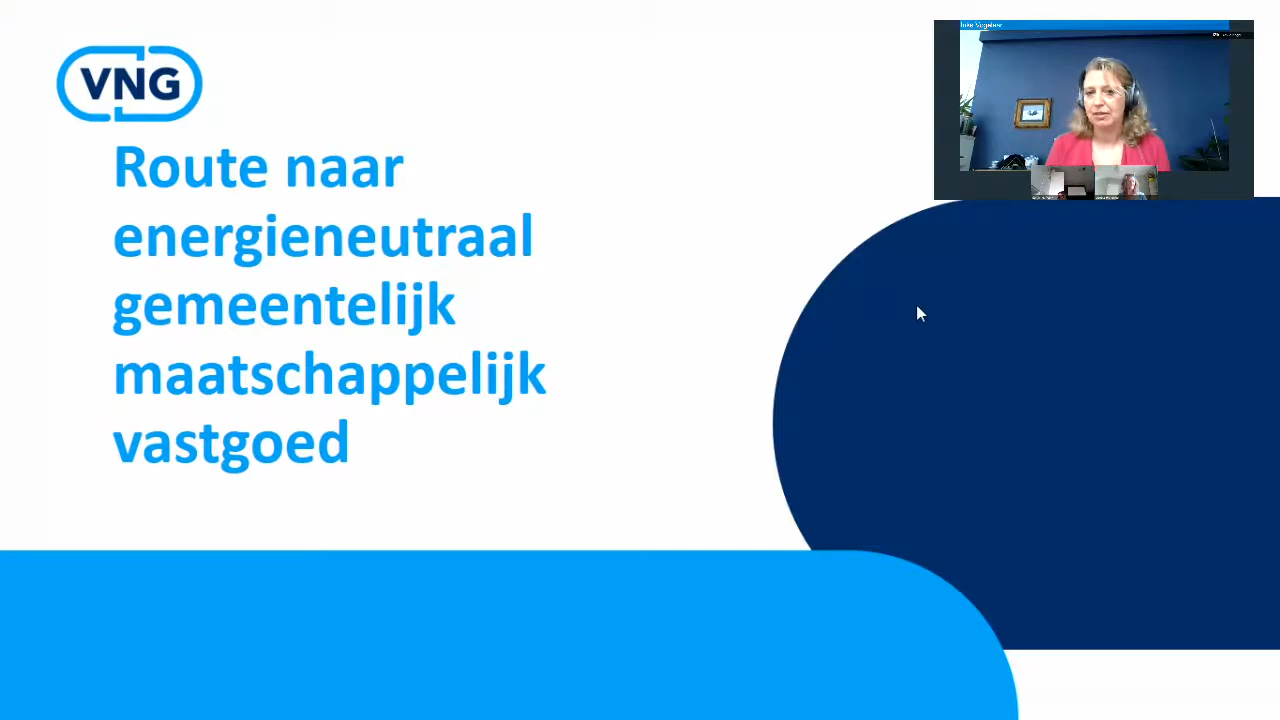 VNG
Route naar
energieneutraal
gemeentelijk
maatschappelijk
vastgoed